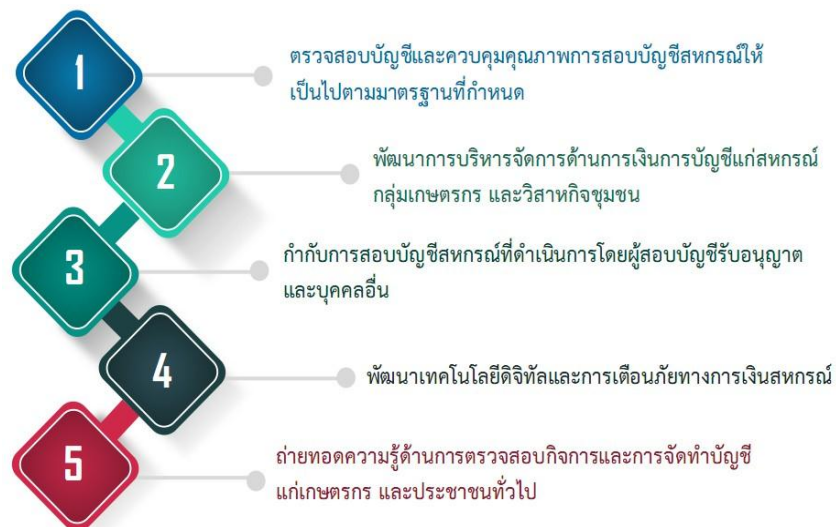 1
ตรวจสอบบัญชีและควบคุมคุณภาพการสอบบัญชีสหกรณ์ให้
เป็นไปตามมาตรฐานที่กำหนด
2
พัฒนาการบริหารจัดการด้านการเงินการบัญชีแก่สหกรณ์
กลุ่มเกษตรกร และวิสาหกิจชุมชน
3
กำกับการสอบบัญชีสหกรณ์ที่ดำเนินการโดยผู้สอบบัญชีรับอนุญาต
และบุคคลอื่น
4
พัฒนาเทคโนโลยีดิจิทัลและการเตือนภัยทางการเงินสหกรณ์
5
ถ่ายทอดความรู้ด้านการตรวจสอบกิจการและการจัดทำบัญชี
แก่เกษตรกร และประชาชนทั่วไป